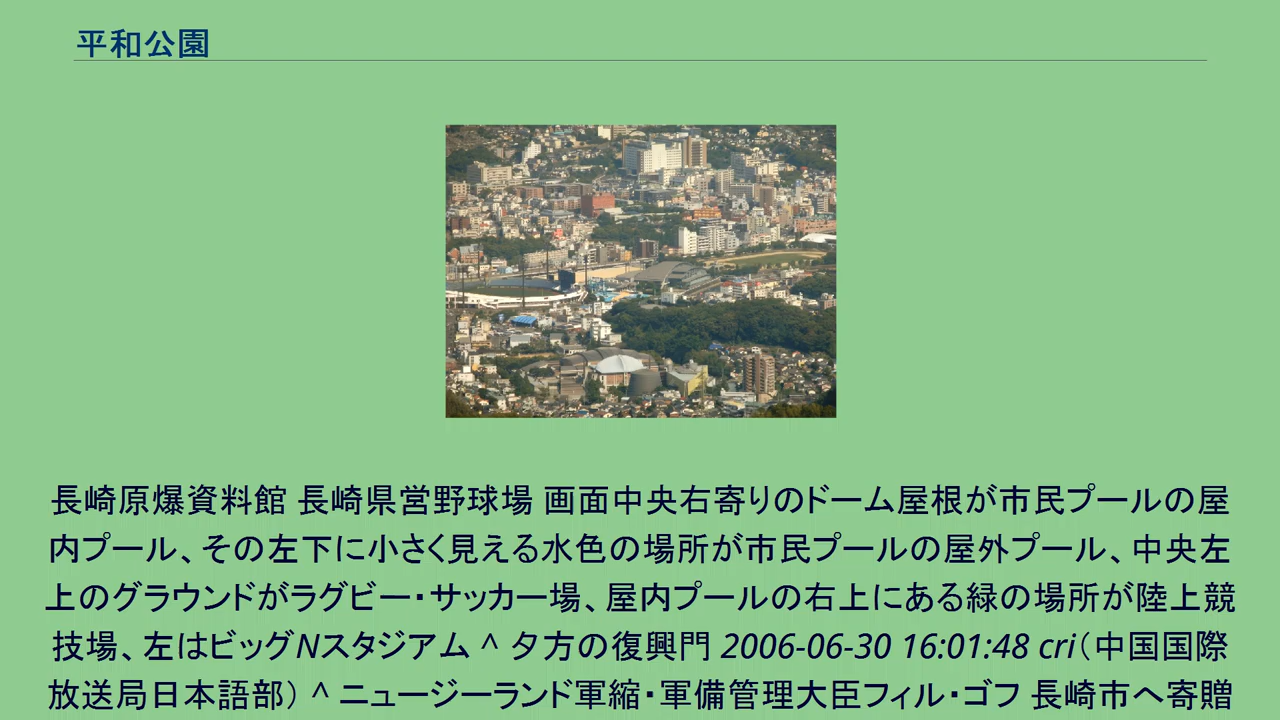 平和公園
長崎原爆資料館 長崎県営野球場 画面中央右寄りのドーム屋根が市民プールの屋
内プール、その左下に小さく見える水色の場所が市民プールの屋外プール、中央左
上のグラウンドがラグビー・サッカー場、屋内プールの右上にある緑の場所が陸上競
技場、左はビッグNスタジアム ^ 夕方の復興門 2006-06-30 16:01:48 cri（中国国際
放送局日本語部） ^ ニュージーランド軍縮・軍備管理大臣フィル・ゴフ 長崎市へ寄贈